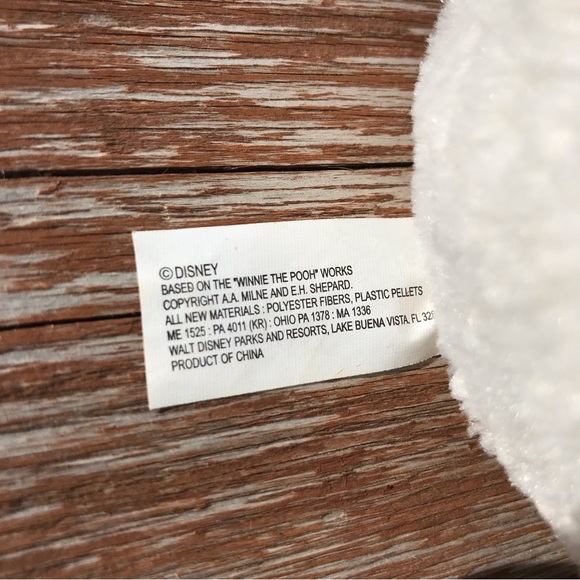 © DISNEY
BASED ON THE "WINNIE THE POOH" WORKS
COPYRIGHT A.A. MILNE AND E.H. SHEPARD.
ALL NEW MATERIALS : POLYESTER FIBERS, PLASTIC PELLETS
ME 1525 : PA 4011 (KR) : OHIO PA 1378 : MA 1336
WALT DISNEY PARKS AND RESORTS, LAKE BUENA VISTA, FL
PRODUCT OF CHINA